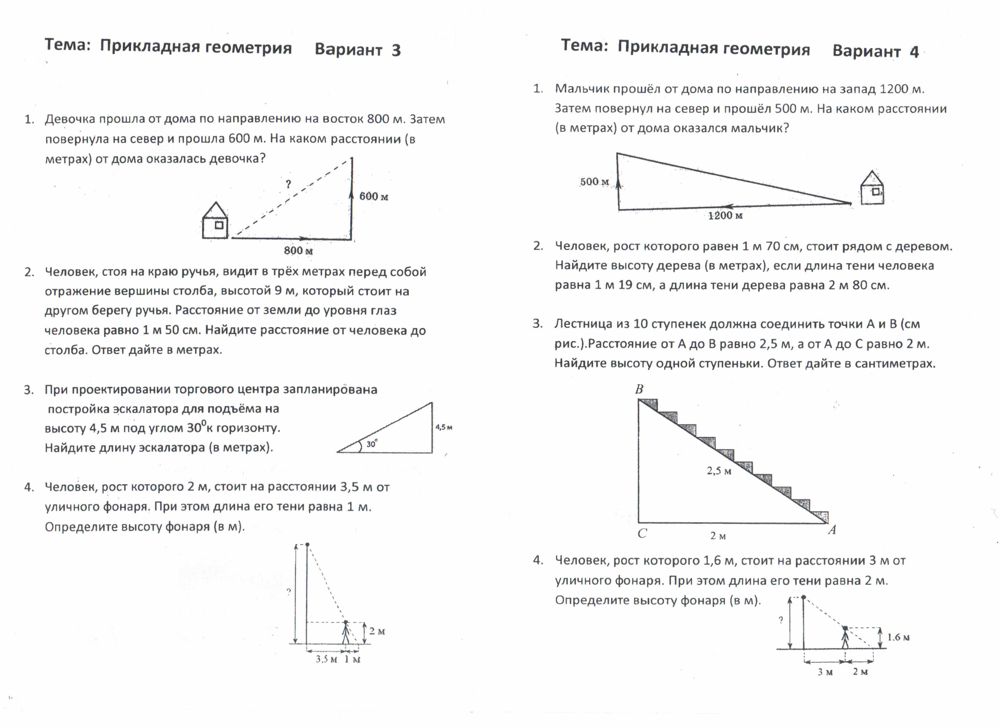 Тема: Прикладная геометрия Вариант 3
1. Девочка прошла от дома по направлению на восток 800 м. Затем
повернула на север и прошла 600 м. На каком расстоянии (в
метрах) от дома оказалась девочка?
?
600 м
800 м
2. Человек, стоя на краю ручья, видит в трёх метрах перед собой
отражение вершины столба, высотой 9 м, который стоит на
другом берегу ручья. Расстояние от земли до уровня глаз
человека равно 1 м 50 см. Найдите расстояние от человека до
столба. Ответ дайте в метрах.
3. При проектировании торгового центра запланирована
постройка эскалатора для подъёма на
высоту 4,5 м под углом 30⁰к горизонту.
Найдите длину эскалатора (в метрах).
4,5 м
30°
4. Человек, рост которого 2 м, стоит на расстоянии 3,5 м от
уличного фонаря. При этом длина его тени равна 1 м.
Определите высоту фонаря (в м).
?
2 м
3,5 м 1 м
Тема: Прикладная геометрия Вариант 4
1. Мальчик прошёл от дома по направлению на запад 1200 м.
Затем повернул на север и прошёл 500 м. На каком расстоянии
(в метрах) от дома оказался мальчик?
500 м
1200 м
2. Человек, рост которого равен 1 м 70 см, стоит рядом с деревом.
Найдите высоту дерева (в метрах), если длина тени человека
равна 1 м 19 см, а длина тени дерева равна 2 м 80 см.
3. Лестница из 10 ступенек должна соединить точки А и В (см
рис.).Расстояние от А до В равно 2,5 м, а от А до С равно 2 м.
Найдите высоту одной ступеньки. Ответ дайте в сантиметрах.
B
2,5 м
C
2 м
A
4. Человек, рост которого 1,6 м, стоит на расстоянии 3 м от
уличного фонаря. При этом длина его тени равна 2 м.
Определите высоту фонаря (в м).
?
1.6 м
3 м 2 м